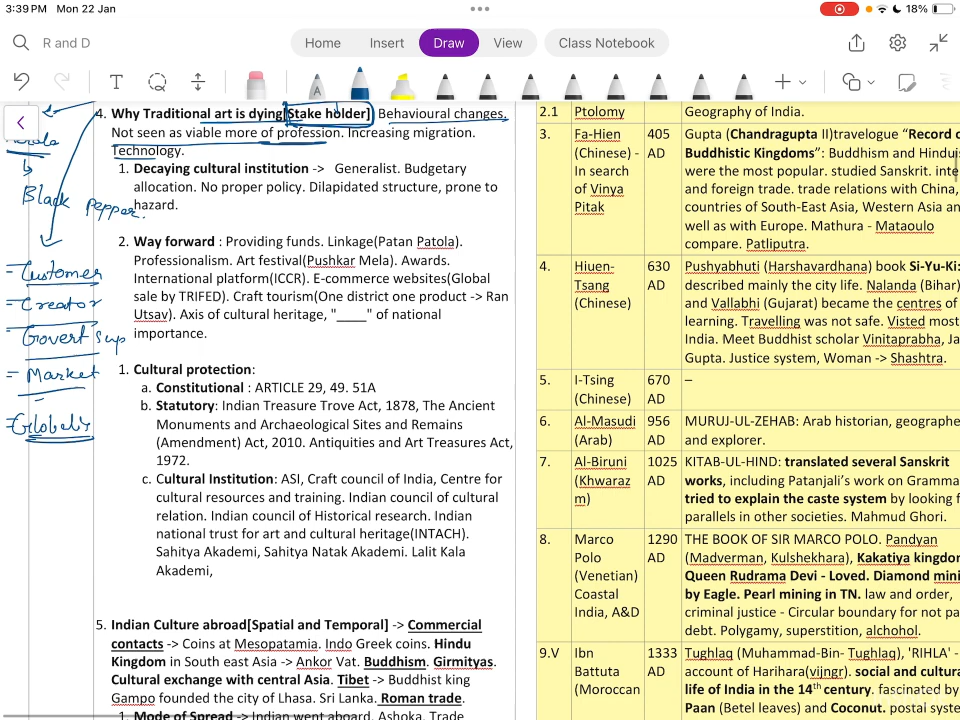 3:39 PM Mon 22 Jan
18%
R and D
Home Insert Draw View Class Notebook
4. Why Traditional art is dying[Stake holder] Behavioural changes,
Not seen as viable more of profession increasing migration.
Technology.
1. Decaying cultural institution -> Generalist. Budgetary
allocation. No proper policy. Dilapidated structure, prone to
hazard.
Black pepper.
2. Way forward : Providing funds. Linkage(Patan Patola).
Professionalism. Art festival(Pushkar Mela). Awards.
International platform(ICCR). E-commerce websites(Global
sale by TRIFED). Craft tourism(One district one product -> Ran
Utsav). Axis of cultural heritage, "____" of national
importance.
- Customer
- Creator
- Govert sup
= Market
- Globalis
1. Cultural protection:
a. Constitutional : ARTICLE 29, 49. 51A
b. Statutory: Indian Treasure Trove Act, 1878, The Ancient
Monuments and Archaeological Sites and Remains
(Amendment) Act, 2010. Antiquities and Art Treasures Act,
1972.
c. Cultural Institution: ASI, Craft council of India, Centre for
cultural resources and training. Indian council of cultural
relation. Indian council of Historical research. Indian
national trust for art and cultural heritage(INTACH).
Sahitya Akademi, Sahitya Natak Akademi. Lalit Kala
Akademi,
5. Indian Culture abroad[Spatial and Temporal] -> Commercial
contacts -> Coins at Mesopatamia. Indo Greek coins. Hindu
Kingdom in South east Asia -> Ankor Vat. Buddhism. Girmityas.
Cultural exchange with central Asia. Tibet -> Buddhist king
Gampo founded the city of Lhasa. Sri Lanka. Roman trade.
1. Mode of Spread -> Indian went aboard. Ashoka. Trade
2.1 Ptolomy Geography of India.
3. Fa-Hien 405 Gupta (Chandragupta II)travelogue “Record o
(Chinese) - AD Buddhistic Kingdoms”: Buddhism and Hindui
In search were the most popular. studied Sanskrit. inte
of Vinya and foreign trade. trade relations with China,
Pitak countries of South-East Asia, Western Asia an
well as with Europe. Mathura - Mataoulo
compare. Patliputra.
4. Hiuen- 630 Pushyabhuti (Harshavardhana) book Si-Yu-Ki:
Tsang AD described mainly the city life. Nalanda (Bihar)
(Chinese) and Vallabhi (Gujarat) became the centres of
learning. Travelling was not safe. Visted most
India. Meet Buddhist scholar Vinitaprabha, Ja
Gupta. Justice system, Woman -> Shashtra.
5. I-Tsing 670 –
(Chinese) AD
6. Al-Masudi 956 MURUJ-UL-ZEHAB: Arab historian, geographe
(Arab) AD and explorer.
7. Al-Biruni 1025 KITAB-UL-HIND: translated several Sanskrit
(Khwaraz AD works, including Patanjali’s work on Gramma
m) tried to explain the caste system by looking f
parallels in other societies. Mahmud Ghori.
8. Marco 1290 THE BOOK OF SIR MARCO POLO. Pandyan
Polo AD (Madverman, Kulshekhara), Kakatiya kingdom
(Venetian) Queen Rudrama Devi - Loved. Diamond mini
Coastal by Eagle. Pearl mining in TN. law and order,
India, A&D criminal justice - Circular boundary for not pa
debt. Polygamy, superstition, alchohol.
9.V Ibn 1333 Tughlaq (Muhammad-Bin- Tughlaq), 'RIHLA' -
Battuta AD account of Harihara(vijngr). social and cultura
(Moroccan life of India in the 14th century. fascinated by
Paan (Betel leaves) and Coconut. postal syste